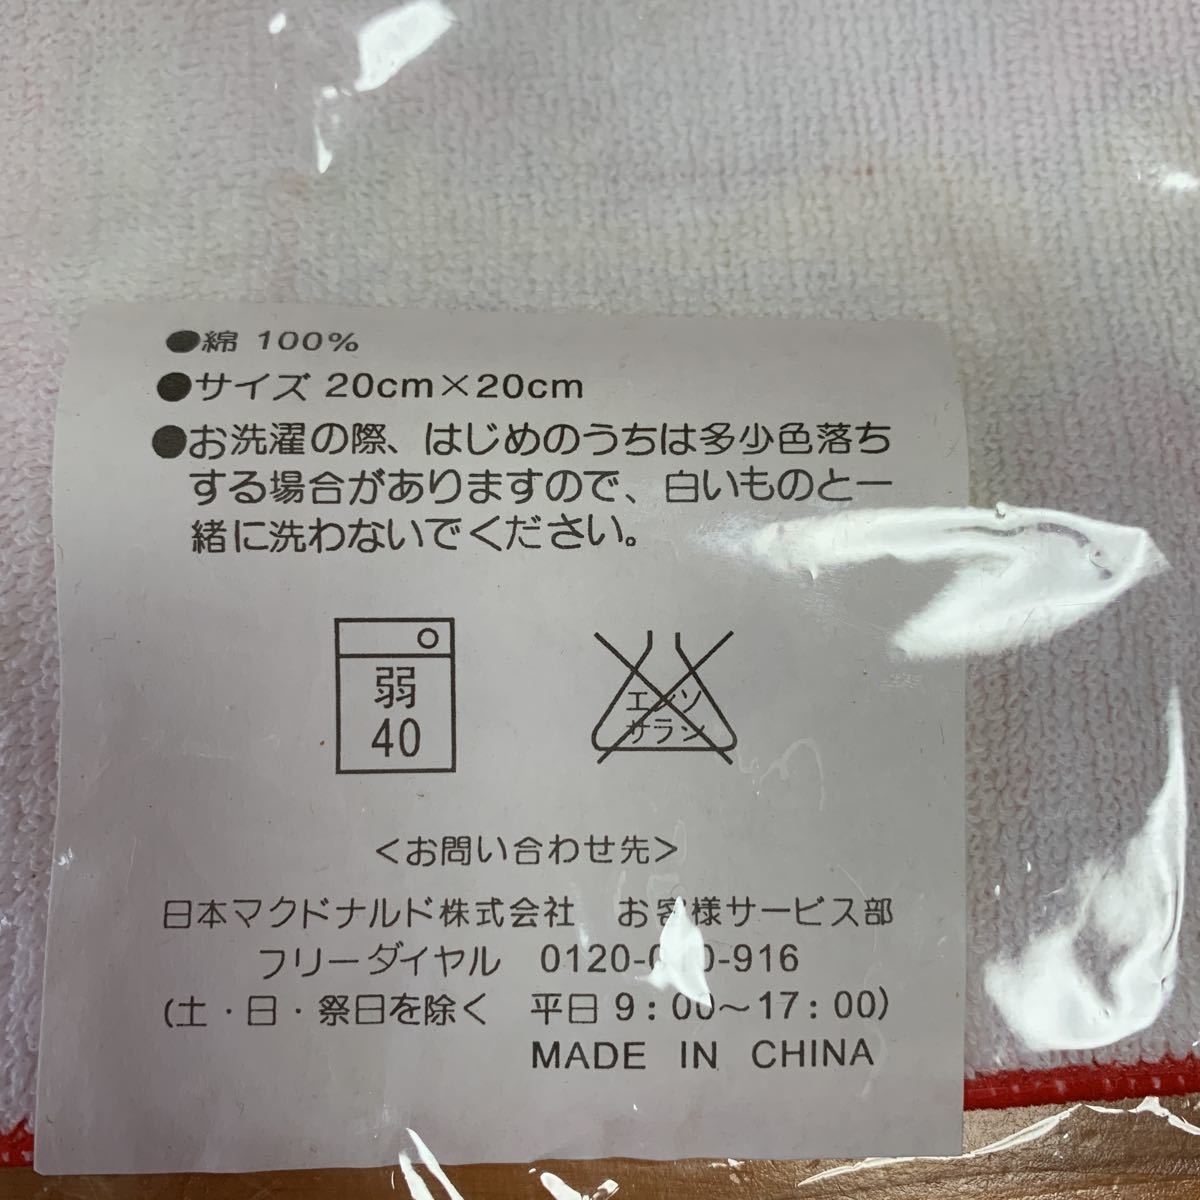 ●綿 100%
●サイズ 20cm×20cm
●お洗濯の際、はじめのうちは多少色落ち
する場合がありますので、白いものと一
緒に洗わないでください。
弱
40
エンソ
サラシ
<お問い合わせ先>
日本マクドナルド株式会社 お客様サービス部
フリーダイヤル
(土・日・祭日を除く 平日 9:00~17:00)
MADE IN CHINA